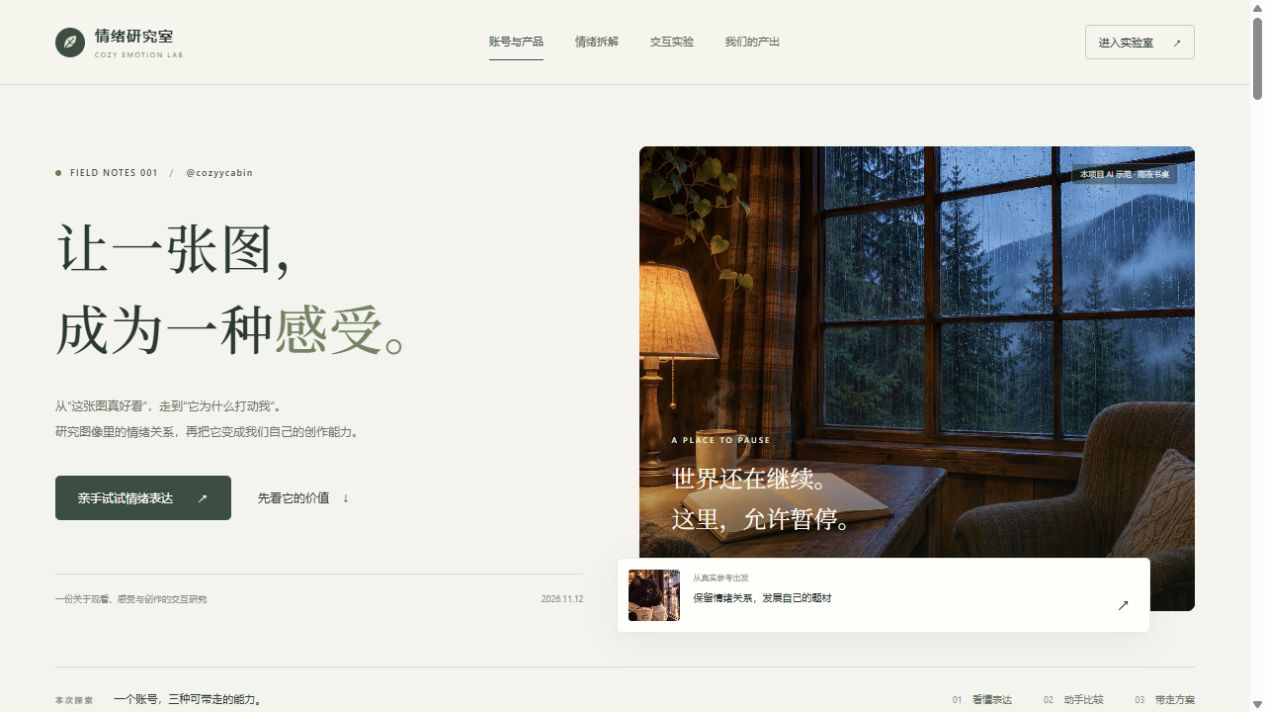 情绪研究室
COZY EMOTION LAB
账号与产品
情绪拆解
交互实验
我们的产出
进入实验室 ↗
FIELD NOTES 001 / @cozyycabin
让一张图，
成为一种感受。
从“这张图真好看”，走到“它为什么打动我”。
研究图像里的情绪关系，再把它变成我们自己的创作能力。
亲手试试情绪表达 ↗
先看它的价值 ↓
一份关于观看、感受与创作的交互研究
2026.11.12
本项目 AI 示范 · 雨夜书桌
A PLACE TO PAUSE
世界还在继续。
这里，允许暂停。
从真实参考出发
保留情绪关系，发展自己的题材
↗
本次探索
一个账号，三种可带走的能力。
01 看懂表达
02 动手比较
03 带走方案